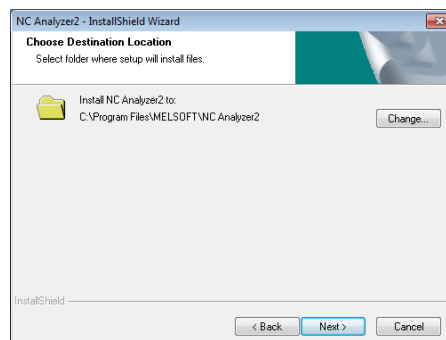 NC Analyzer2 - InstallShield Wizard
Choose Destination Location
Select folder where setup will install files.
Install NC Analyzer2 to:
C:\Program Files\MELSOFT\NC Analyzer2
Change...
InstallShield
< Back
Next >
Cancel